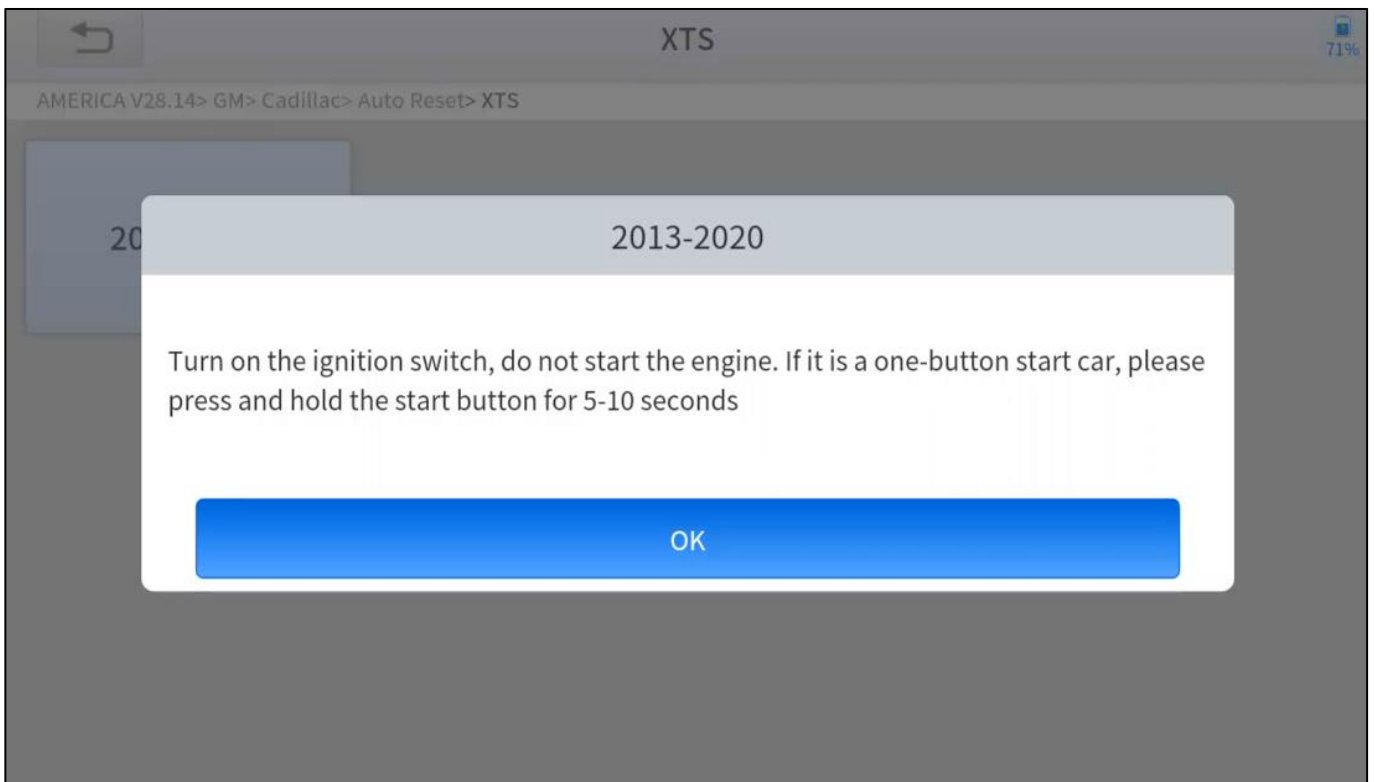 XTS
71%
AMERICA V28.14> GM> Cadillac> Auto Reset> XTS
20
2013-2020
Turn on the ignition switch, do not start the engine. If it is a one-button start car, please
press and hold the start button for 5-10 seconds
OK